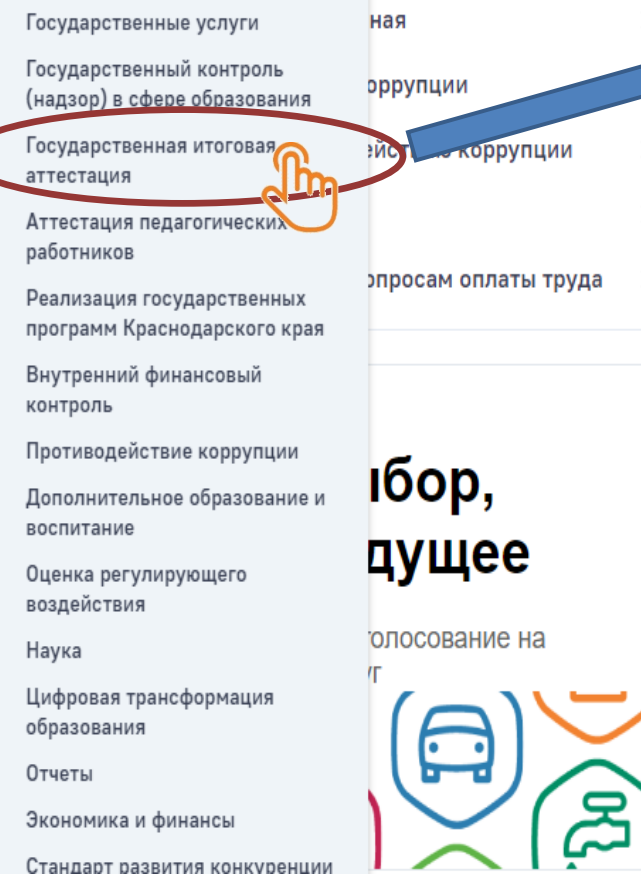 Государственные услуги
Государственный контроль
(надзор) в сфере образования
Государственная итоговая
аттестация
Аттестация педагогических
работников
Реализация государственных
программ Краснодарского края
Внутренний финансовый
контроль
Противодействие коррупции
Дополнительное образование и
воспитание
Оценка регулирующего
воздействия
Наука
Цифровая трансформация
образования
Отчеты
Экономика и финансы
Стандарт развития конкуренции
ная
оррупции
коррупции
опросам оплаты труда
ыбор,
дущее
голосование на
уг